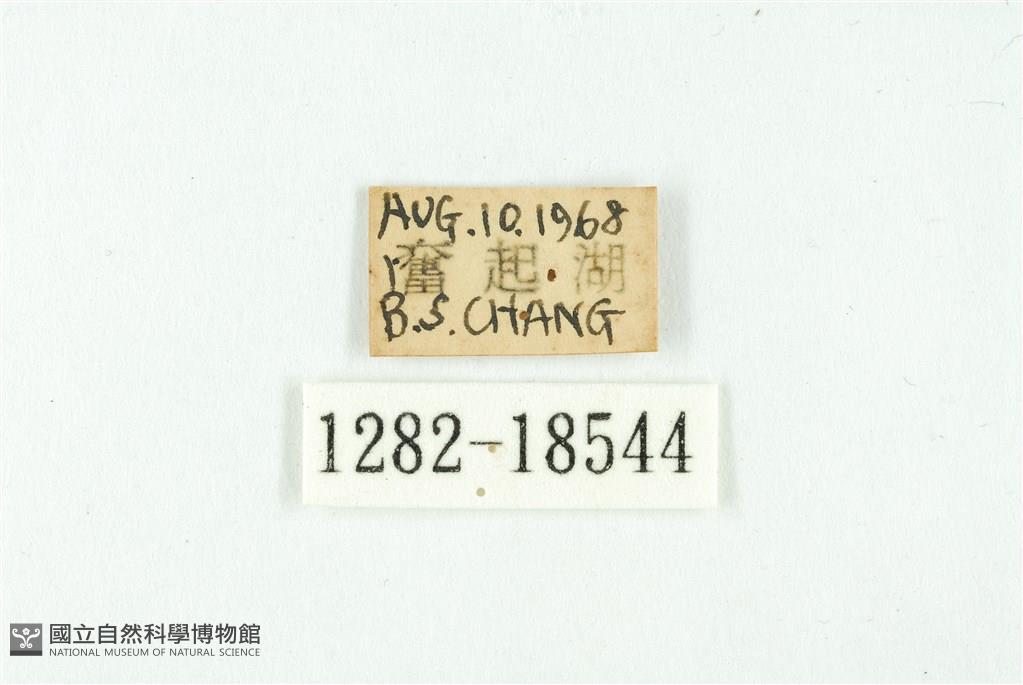 AUG.10.1968
奮起湖
B.S.CHANG
1282-18544
國立自然科學博物館
NATIONAL MUSEUM OF NATURAL SCIENCE